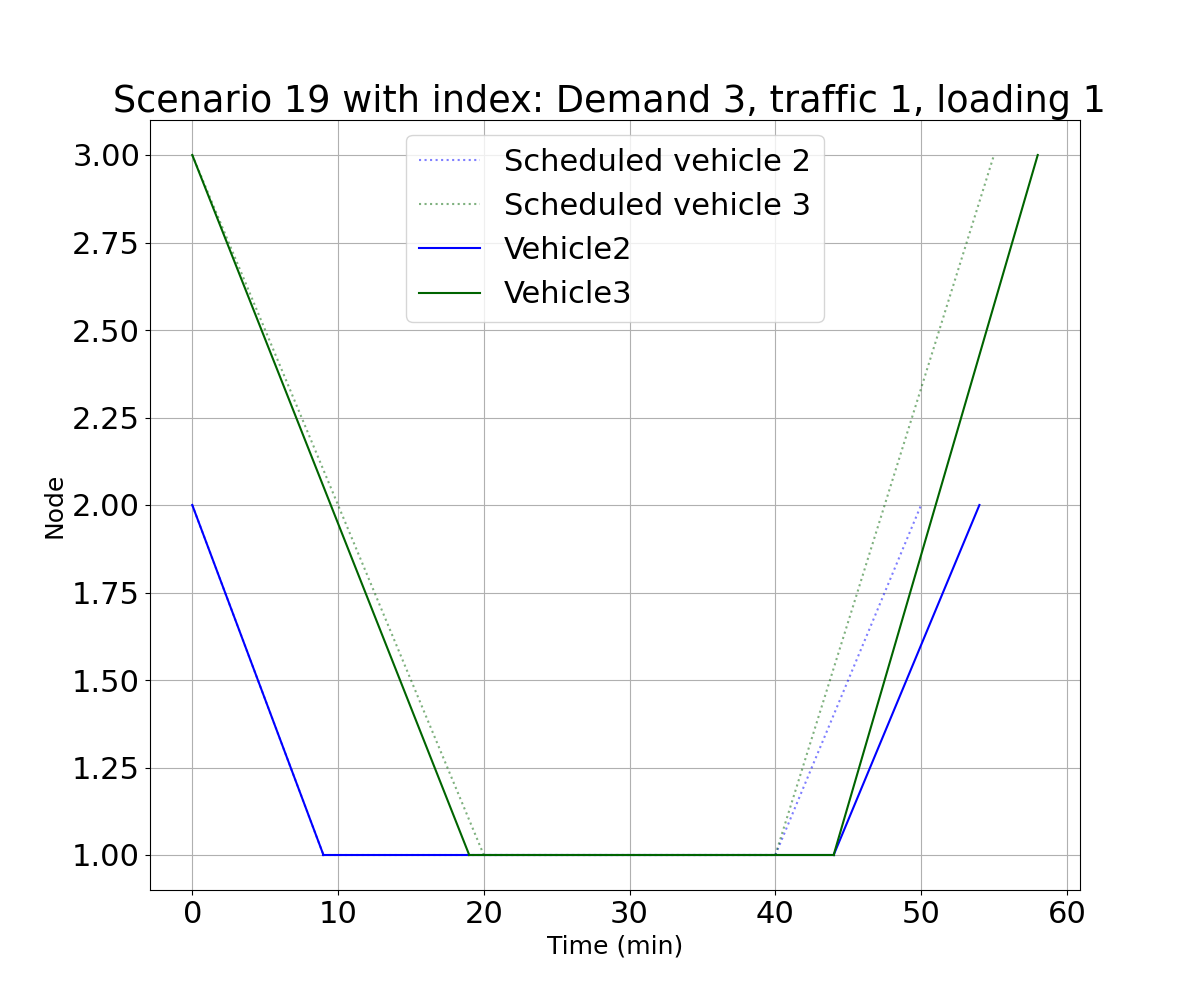 Scenario 19 with index: Demand 3, traffic 1, loading 1
Scheduled vehicle 2
Scheduled vehicle 3
Vehicle2
Vehicle3
3.00
2.75
2.50
2.25
2.00
1.75
1.50
1.25
1.00
Node
0 10 20 30 40 50 60
Time (min)